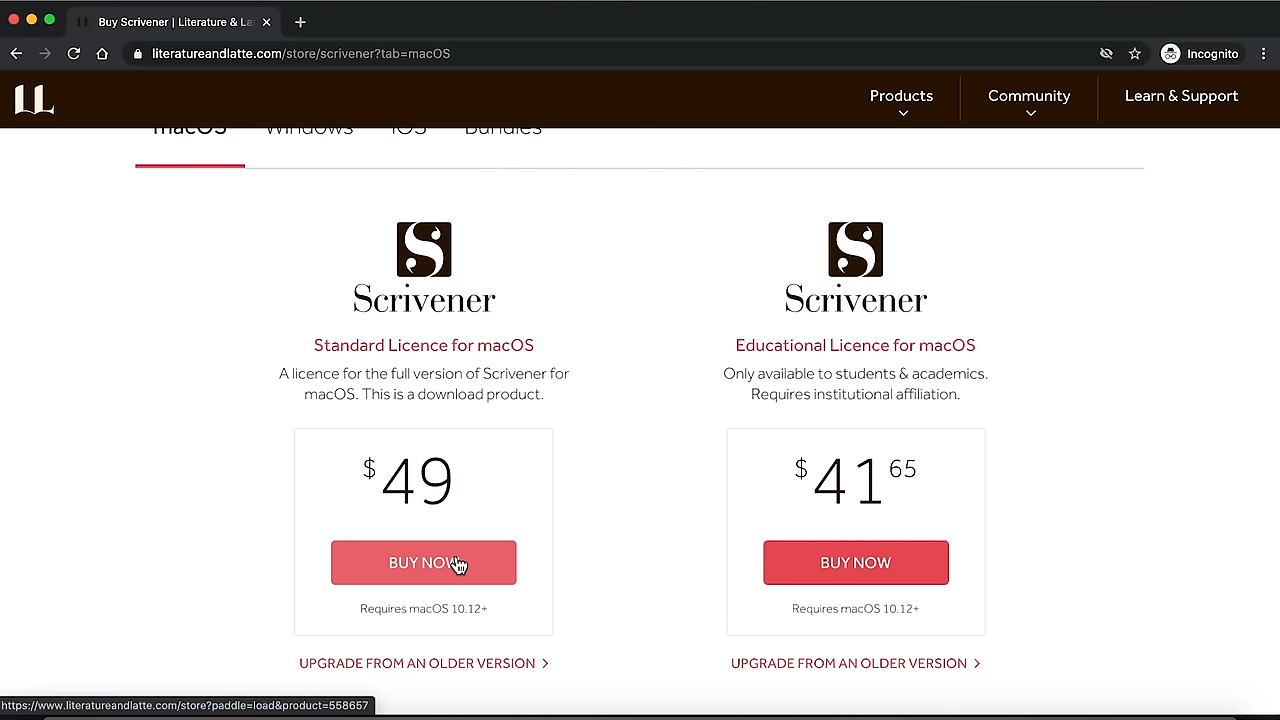 Buy Scrivener | Literature & La
literatureandlatte.com/store/scrivener?tab=macOS
Incognito
LL
Products
Community
Learn & Support
macOS
Windows
iOS
Bundles
S
Scrivener
Standard Licence for macOS
A licence for the full version of Scrivener for
macOS. This is a download product.
$49
BUY NOW
Requires macOS 10.12+
UPGRADE FROM AN OLDER VERSION >
S
Scrivener
Educational Licence for macOS
Only available to students & academics.
Requires institutional affiliation.
$41 65
BUY NOW
Requires macOS 10.12+
UPGRADE FROM AN OLDER VERSION >
https://www.literatureandlatte.com/store?paddle=load&product=558657